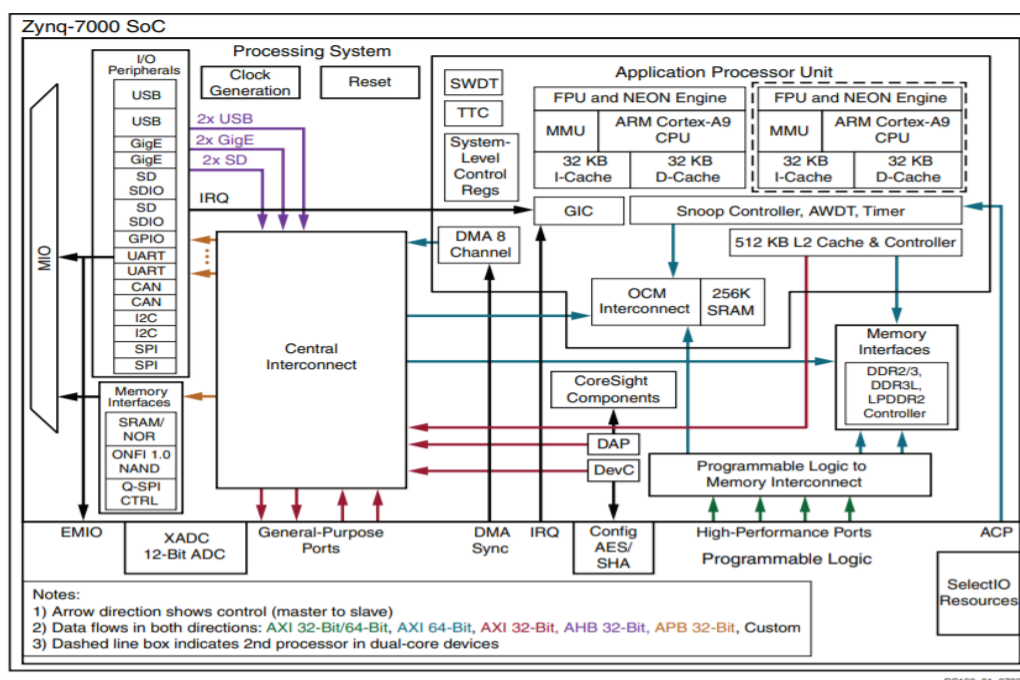 Zynq-7000 SoC
Processing System
I/O
Peripherals
USB
USB
GigE
GigE
SD
SDIO
SD
SDIO
GPIO
UART
UART
CAN
CAN
I2C
I2C
SPI
SPI
MIO
Memory
Interfaces
SRAM/
NOR
ONFI 1.0
NAND
Q-SPI
CTRL
Clock
Generation
Reset
2x USB
2x GigE
2x SD
IRQ
Central
Interconnect
Application Processor Unit
SWDT
TTC
System-
Level
Control
Regs
FPU and NEON Engine
MMU
ARM Cortex-A9
CPU
32 KB
I-Cache
32 KB
D-Cache
FPU and NEON Engine
MMU
ARM Cortex-A9
CPU
32 KB
I-Cache
32 KB
D-Cache
GIC
Snoop Controller, AWDT, Timer
DMA 8
Channel
512 KB L2 Cache & Controller
OCM
Interconnect
256K
SRAM
Memory
Interfaces
DDR2/3,
DDR3L,
LPDDR2
Controller
CoreSight
Components
DAP
DevC
Programmable Logic to
Memory Interconnect
EMIO
XADC
12-Bit ADC
General-Purpose
Ports
DMA
Sync
IRQ
Config
AES/
SHA
High-Performance Ports
ACP
Programmable Logic
SelectIO
Resources
Notes:
1) Arrow direction shows control (master to slave)
2) Data flows in both directions: AXI 32-Bit/64-Bit, AXI 64-Bit, AXI 32-Bit, AHB 32-Bit, APB 32-Bit, Custom
3) Dashed line box indicates 2nd processor in dual-core devices